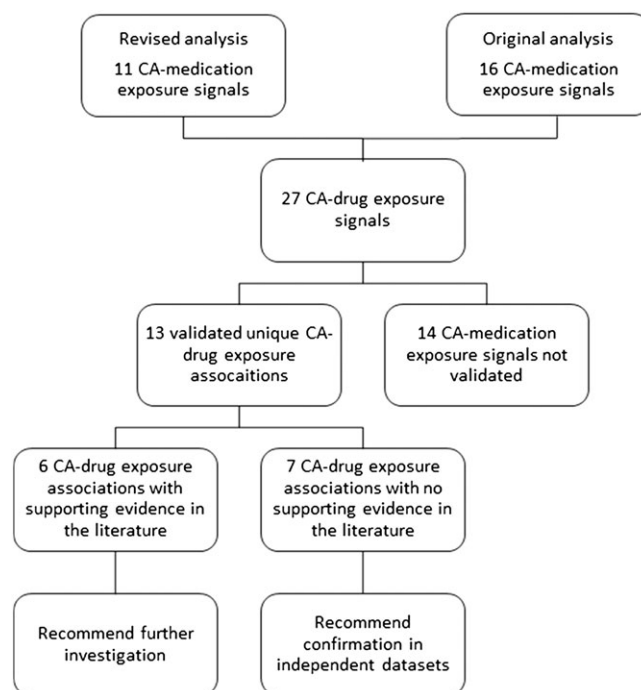 Revised analysis
11 CA-medication
exposure signals
Original analysis
16 CA-medication
exposure signals
27 CA-drug exposure
signals
13 validated unique CA-
drug exposure
assocaitions
14 CA-medication
exposure signals not
validated
6 CA-drug exposure
associations with
supporting evidence in
the literature
7 CA-drug exposure
associations with no
supporting evidence in
the literature
Recommend further
investigation
Recommend
confirmation in
independent datasets